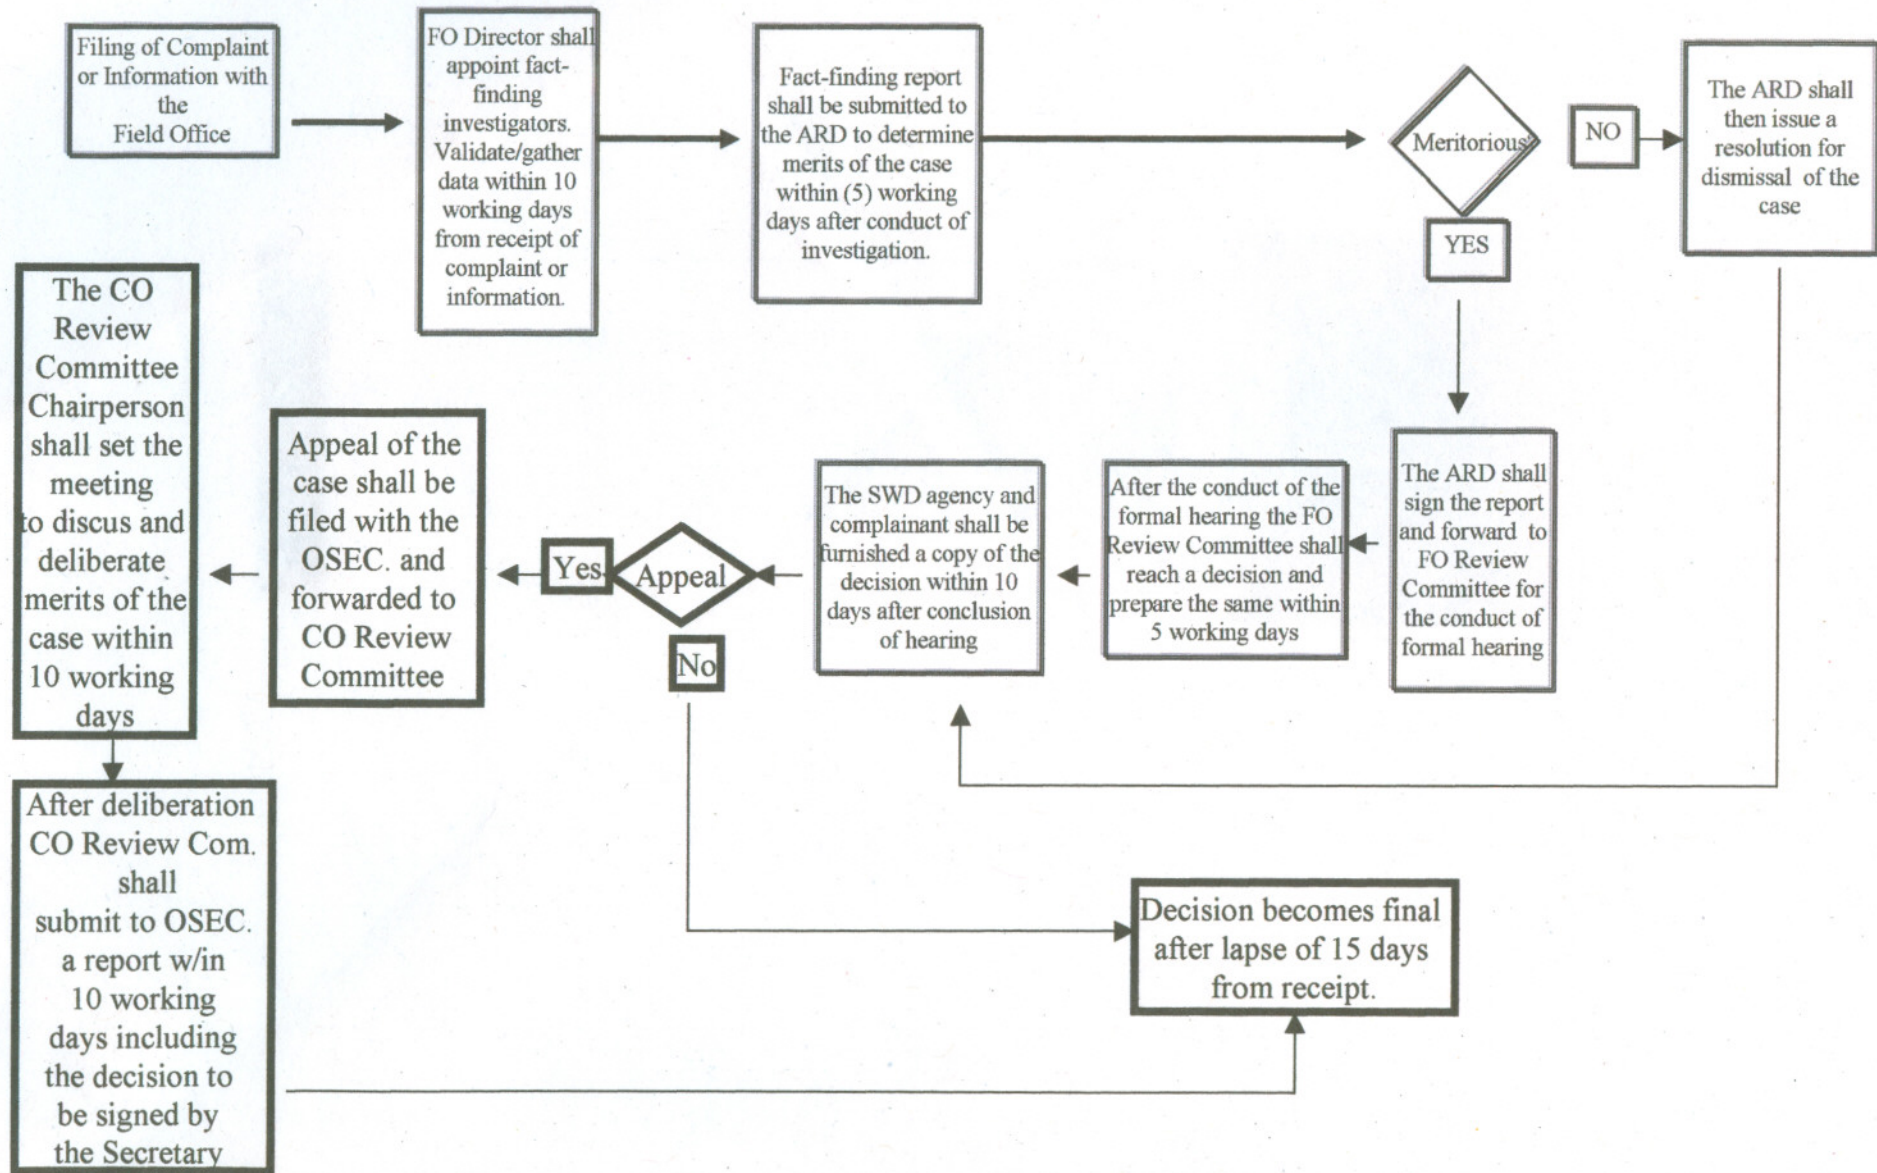 Filing of Complaint
or Information with
the
Field Office
FO Director shall
appoint fact-
finding
investigators.
Validate/gather
data within 10
working days
from receipt of
complaint or
information.
Fact-finding report
shall be submitted to
the ARD to determine
merits of the case
within (5) working
days after conduct of
investigation.
Meritorious
NO
The ARD shall
then issue a
resolution for
dismissal of the
case
YES
The ARD shall
sign the report
and forward to
FO Review
Committee for
the conduct of
formal hearing
After the conduct of the
formal hearing the FO
Review Committee shall
reach a decision and
prepare the same within
5 working days
The SWD agency and
complainant shall be
furnished a copy of the
decision within 10
days after conclusion
of hearing
Appeal
Yes
No
Appeal of the
case shall be
filed with the
OSEC. and
forwarded to
CO Review
Committee
The CO
Review
Committee
Chairperson
shall set the
meeting
to discus and
deliberate
merits of the
case within
10 working
days
After deliberation
CO Review Com.
shall
submit to OSEC.
a report w/in
10 working
days including
the decision to
be signed by
the Secretary
Decision becomes final
after lapse of 15 days
from receipt.